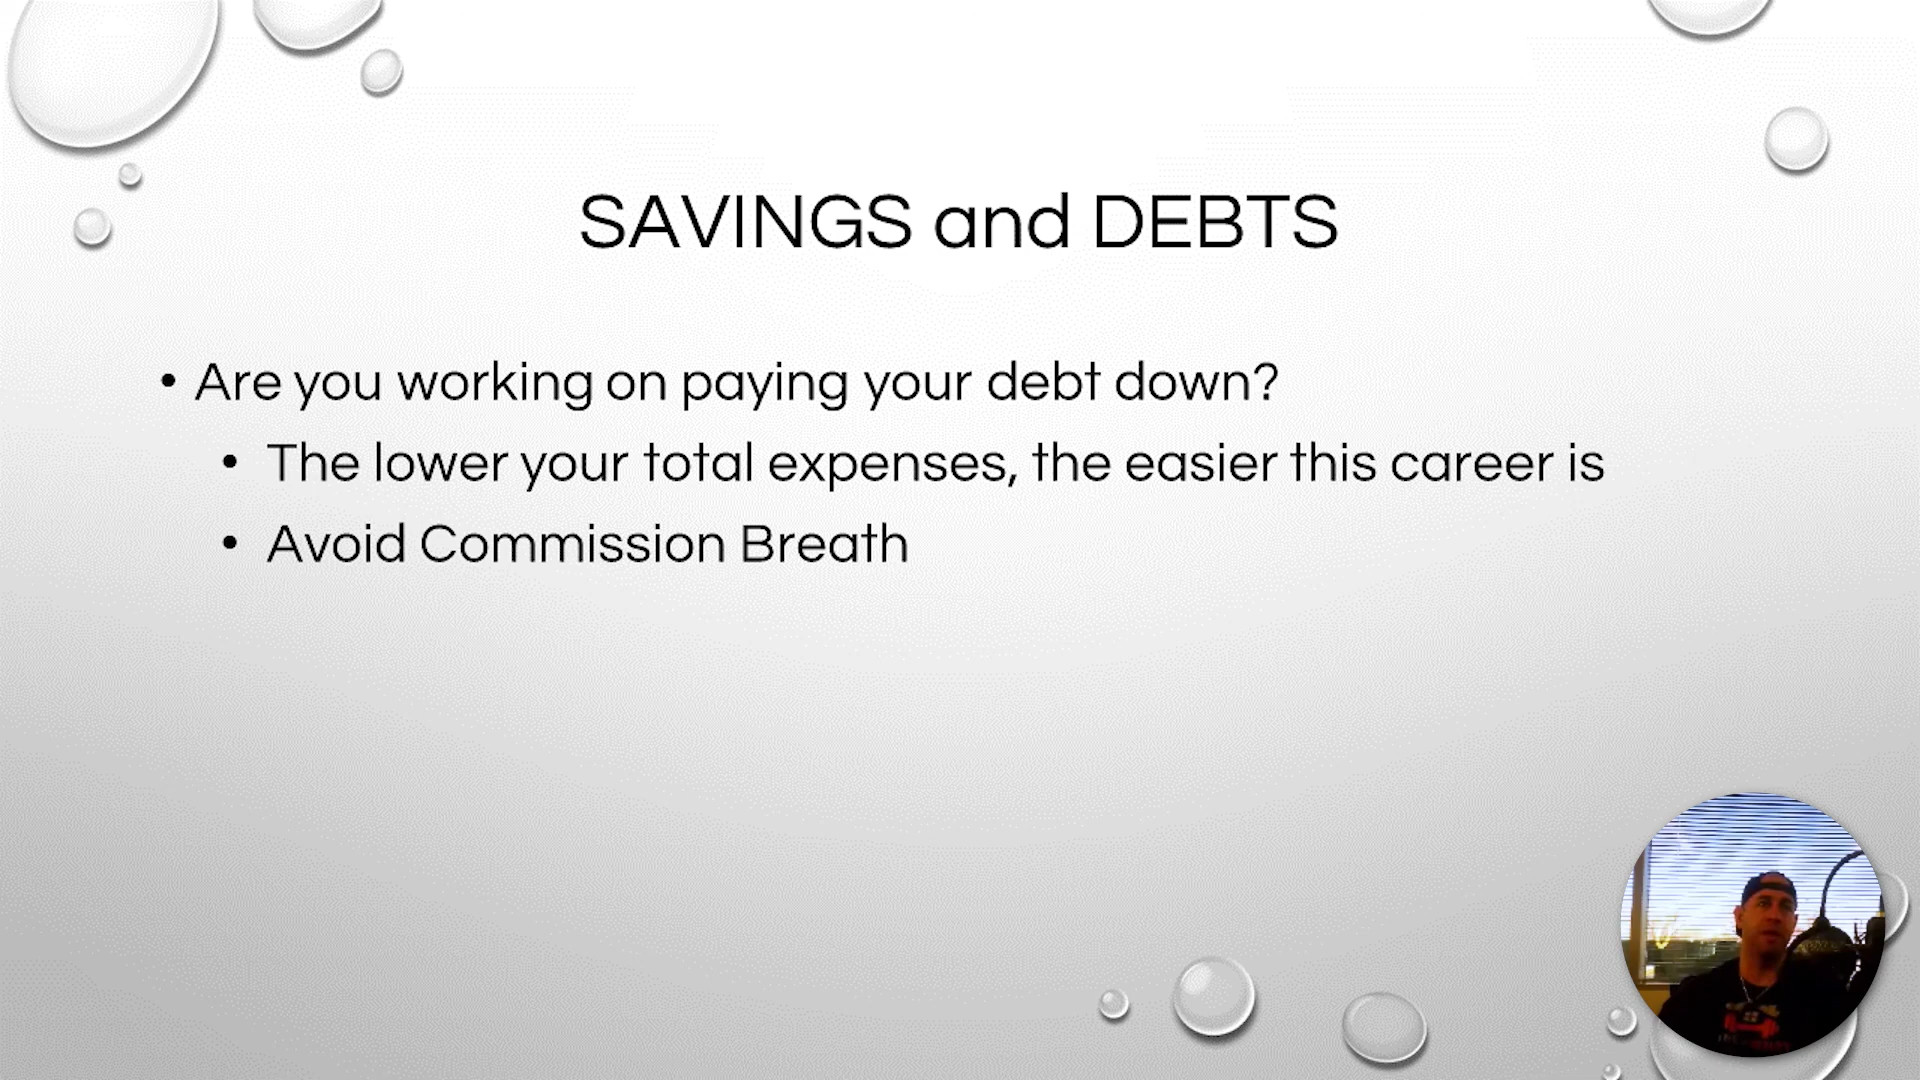 SAVINGS and DEBTS
• Are you working on paying your debt down?
• The lower your total expenses, the easier this career is
• Avoid Commission Breath